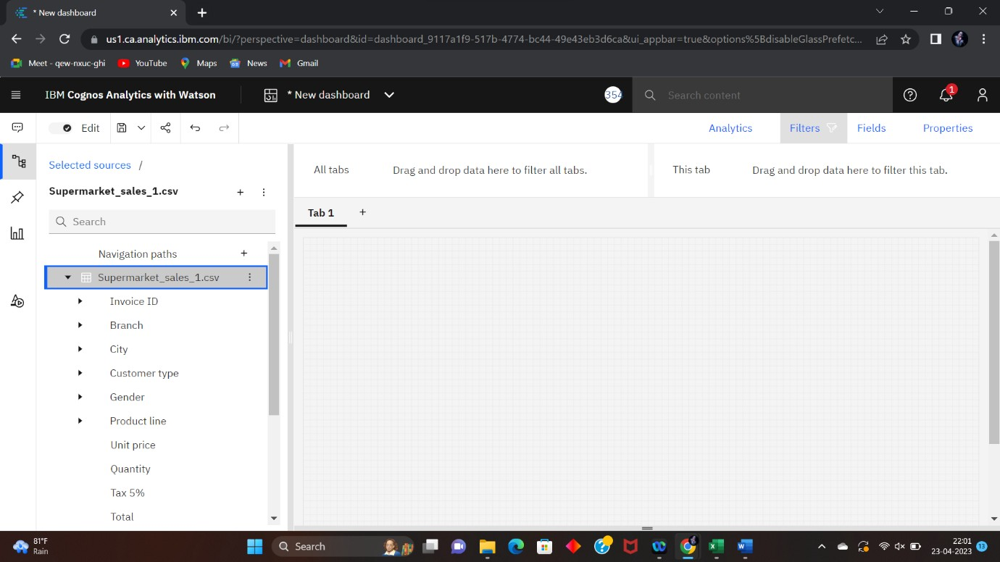 * New dashboard
us1.ca.analytics.ibm.com/bi/?perspective=dashboard&id=dashboard_9117a1f9-517b-4774-bc44-49e43eb3d6ca&ui_appbar=true&options%5BdisableGlassPrefetc...
Meet - qew-nxuc-ghi YouTube Maps News Gmail
IBM Cognos Analytics with Watson * New dashboard 354 Search content 1
Edit Analytics Filters Fields Properties
Selected sources /
All tabs Drag and drop data here to filter all tabs. This tab Drag and drop data here to filter this tab.
Supermarket_sales_1.csv
Tab 1
Search
Navigation paths
Supermarket_sales_1.csv
Invoice ID
Branch
City
Customer type
Gender
Product line
Unit price
Quantity
Tax 5%
Total
81°F
Rain
Search
22:01
23-04-2023
13